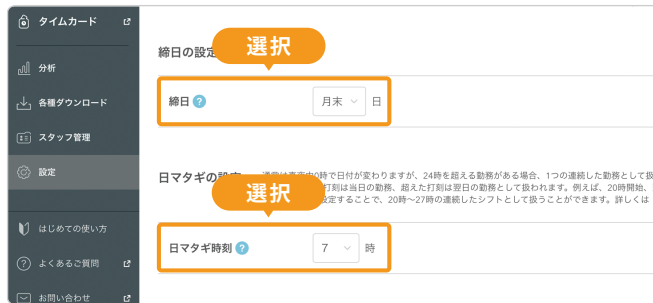 タイムカード
分析
各種ダウンロード
スタッフ管理
設定
はじめての使い方
よくあるご質問
お問い合わせ
締日の設定
選択
締日 ?
月末 日
日マタギの設定
0時で日付が変わりますが、24時を超える勤務がある場合、1つの連続した勤務として扱
打刻は当日の勤務、超えた打刻は翌日の勤務として扱われます。例えば、20時開始、
設定することで、20時〜27時の連続したシフトとして扱うことができます。詳しくは
選択
日マタギ時刻 ?
7 時